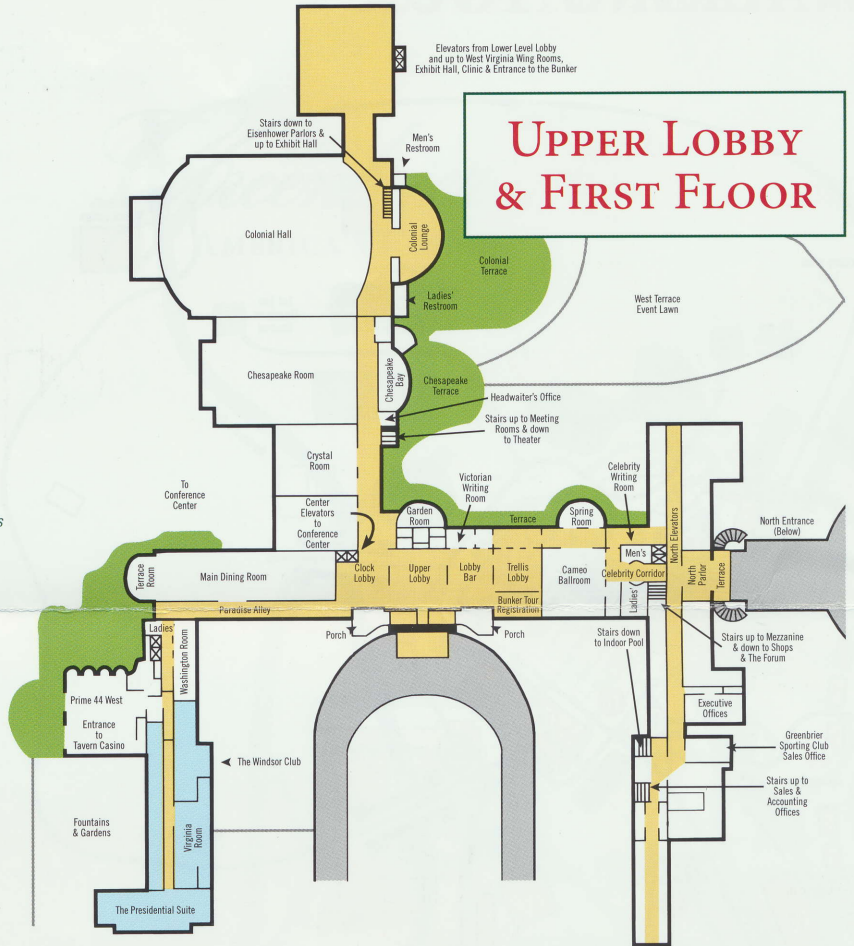 Elevators from Lower Level Lobby
and up to West Virginia Wing Rooms,
Exhibit Hall, Clinic & Entrance to the Bunker
UPPER LOBBY
& FIRST FLOOR
Stairs down to
Eisenhower Parlors &
up to Exhibit Hall
Men's
Restroom
Colonial Hall
Colonial
Lounge
Colonial
Terrace
Ladies'
Restroom
West Terrace
Event Lawn
Chesapeake Room
Chesapeake
Bay
Chesapeake
Terrace
Headwaiter's Office
Stairs up to Meeting
Rooms & down
to Theater
Crystal
Room
To
Conference
Center
Center
Elevators
to
Conference
Center
Victorian
Writing
Room
Celebrity
Writing
Room
Garden
Room
Terrace
Spring
Room
North Elevators
North Entrance
(Below)
s
Terrace
Room
Main Dining Room
Clock
Lobby
Upper
Lobby
Lobby
Bar
Trellis
Lobby
Cameo
Ballroom
Men's
Celebrity Corridor
Ladies'
North
Parlor
Terrace
Bunker Tour
Registration
Paradise Alley
Porch
Porch
Ladies'
Washington Room
Stairs down
to Indoor Pool
Stairs up to Mezzanine
& down to Shops
& The Forum
Prime 44 West
Entrance
to
Tavern Casino
Executive
Offices
The Windsor Club
Greenbrier
Sporting Club
Sales Office
Stairs up to
Sales &
Accounting
Offices
Fountains
& Gardens
Virginia
Room
The Presidential Suite